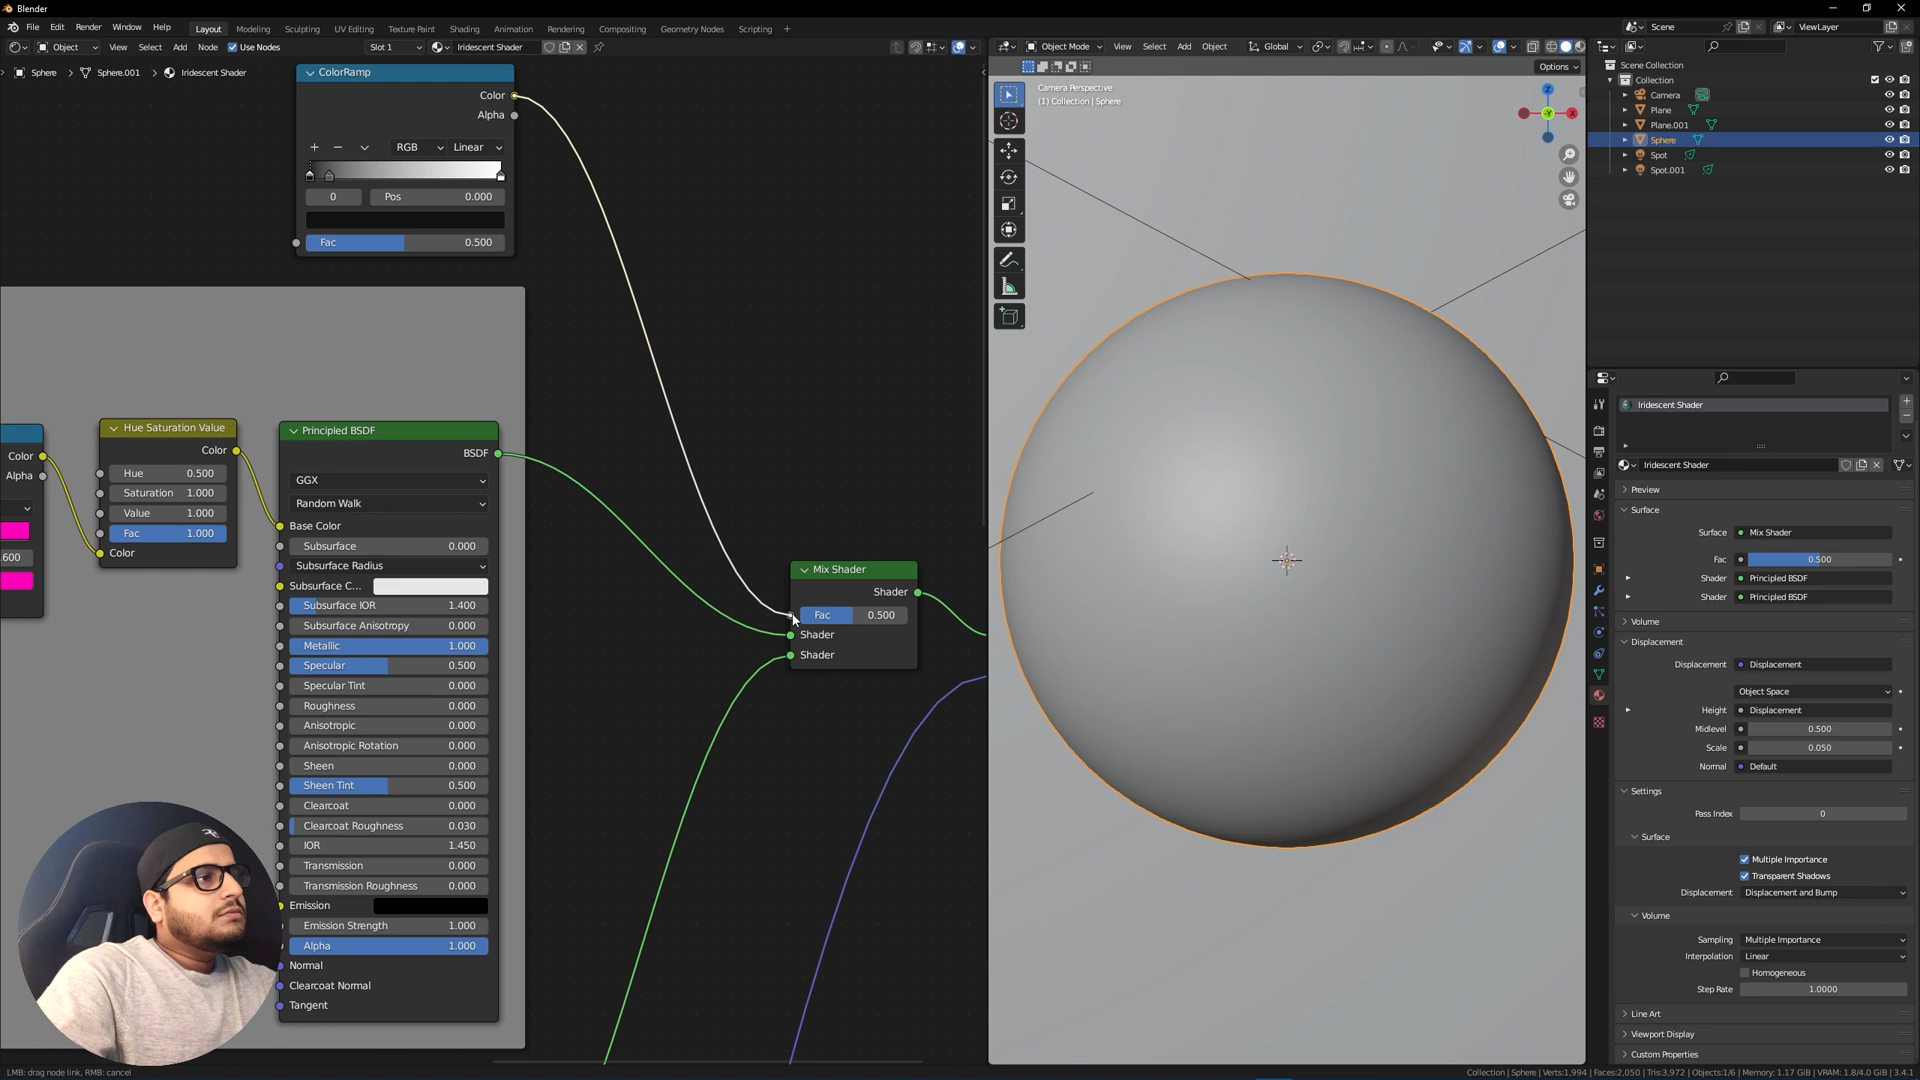 Blender
File Edit Render Window Help Layout Modeling Sculpting UV Editing Texture Paint Shading Animation Rendering Compositing Geometry Nodes Scripting + Scene ViewLayer
Object View Select Add Node Use Nodes Slot 1 Iridescent Shader Object Mode View Select Add Object Global
Sphere > Sphere.001 > Iridescent Shader
Options
ColorRamp
Color
Alpha
+ − RGB Linear
0 Pos 0.000
Fac 0.500
Hue Saturation Value
Color
Hue 0.500
Saturation 1.000
Value 1.000
Fac 1.000
Color
Color
Alpha
.600
Principled BSDF
BSDF
GGX
Random Walk
Base Color
Subsurface 0.000
Subsurface Radius
Subsurface C...
Subsurface IOR 1.400
Subsurface Anisotropy 0.000
Metallic 1.000
Specular 0.500
Specular Tint 0.000
Roughness 0.000
Anisotropic 0.000
Anisotropic Rotation 0.000
Sheen 0.000
Sheen Tint 0.500
Clearcoat 0.000
Clearcoat Roughness 0.030
IOR 1.450
Transmission 0.000
Transmission Roughness 0.000
Emission
Emission Strength 1.000
Alpha 1.000
Normal
Clearcoat Normal
Tangent
Mix Shader
Shader
Fac 0.500
Shader
Shader
Camera Perspective
(1) Collection | Sphere
Z
Y
X
Scene Collection
Collection
Camera
Plane
Plane.001
Sphere
Spot
Spot.001
Iridescent Shader
Iridescent Shader
Preview
Surface
Surface Mix Shader
Fac 0.500
Shader Principled BSDF
Shader Principled BSDF
Volume
Displacement
Displacement Displacement
Object Space
Height Displacement
Midlevel 0.500
Scale 0.050
Normal Default
Settings
Pass Index 0
Surface
Multiple Importance
Transparent Shadows
Displacement Displacement and Bump
Volume
Sampling Multiple Importance
Interpolation Linear
Homogeneous
Step Rate 1.0000
Line Art
Viewport Display
Custom Properties
LMB: drag node link, RMB: cancel
Collection | Sphere | Verts:1,994 | Faces:2,050 | Tris:3,972 | Objects:1/6 | Memory: 1.17 GiB | VRAM: 1.8/4.0 GiB | 3.4.1